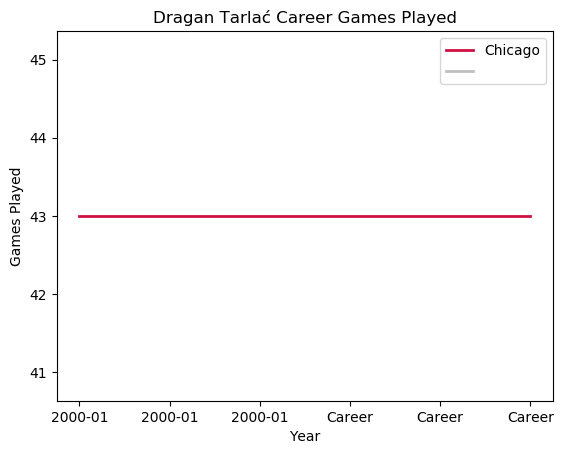 Dragan Tarlać Career Games Played
Chicago
45
44
43
42
41
Games Played
2000-01 2000-01 2000-01 Career Career Career
Year